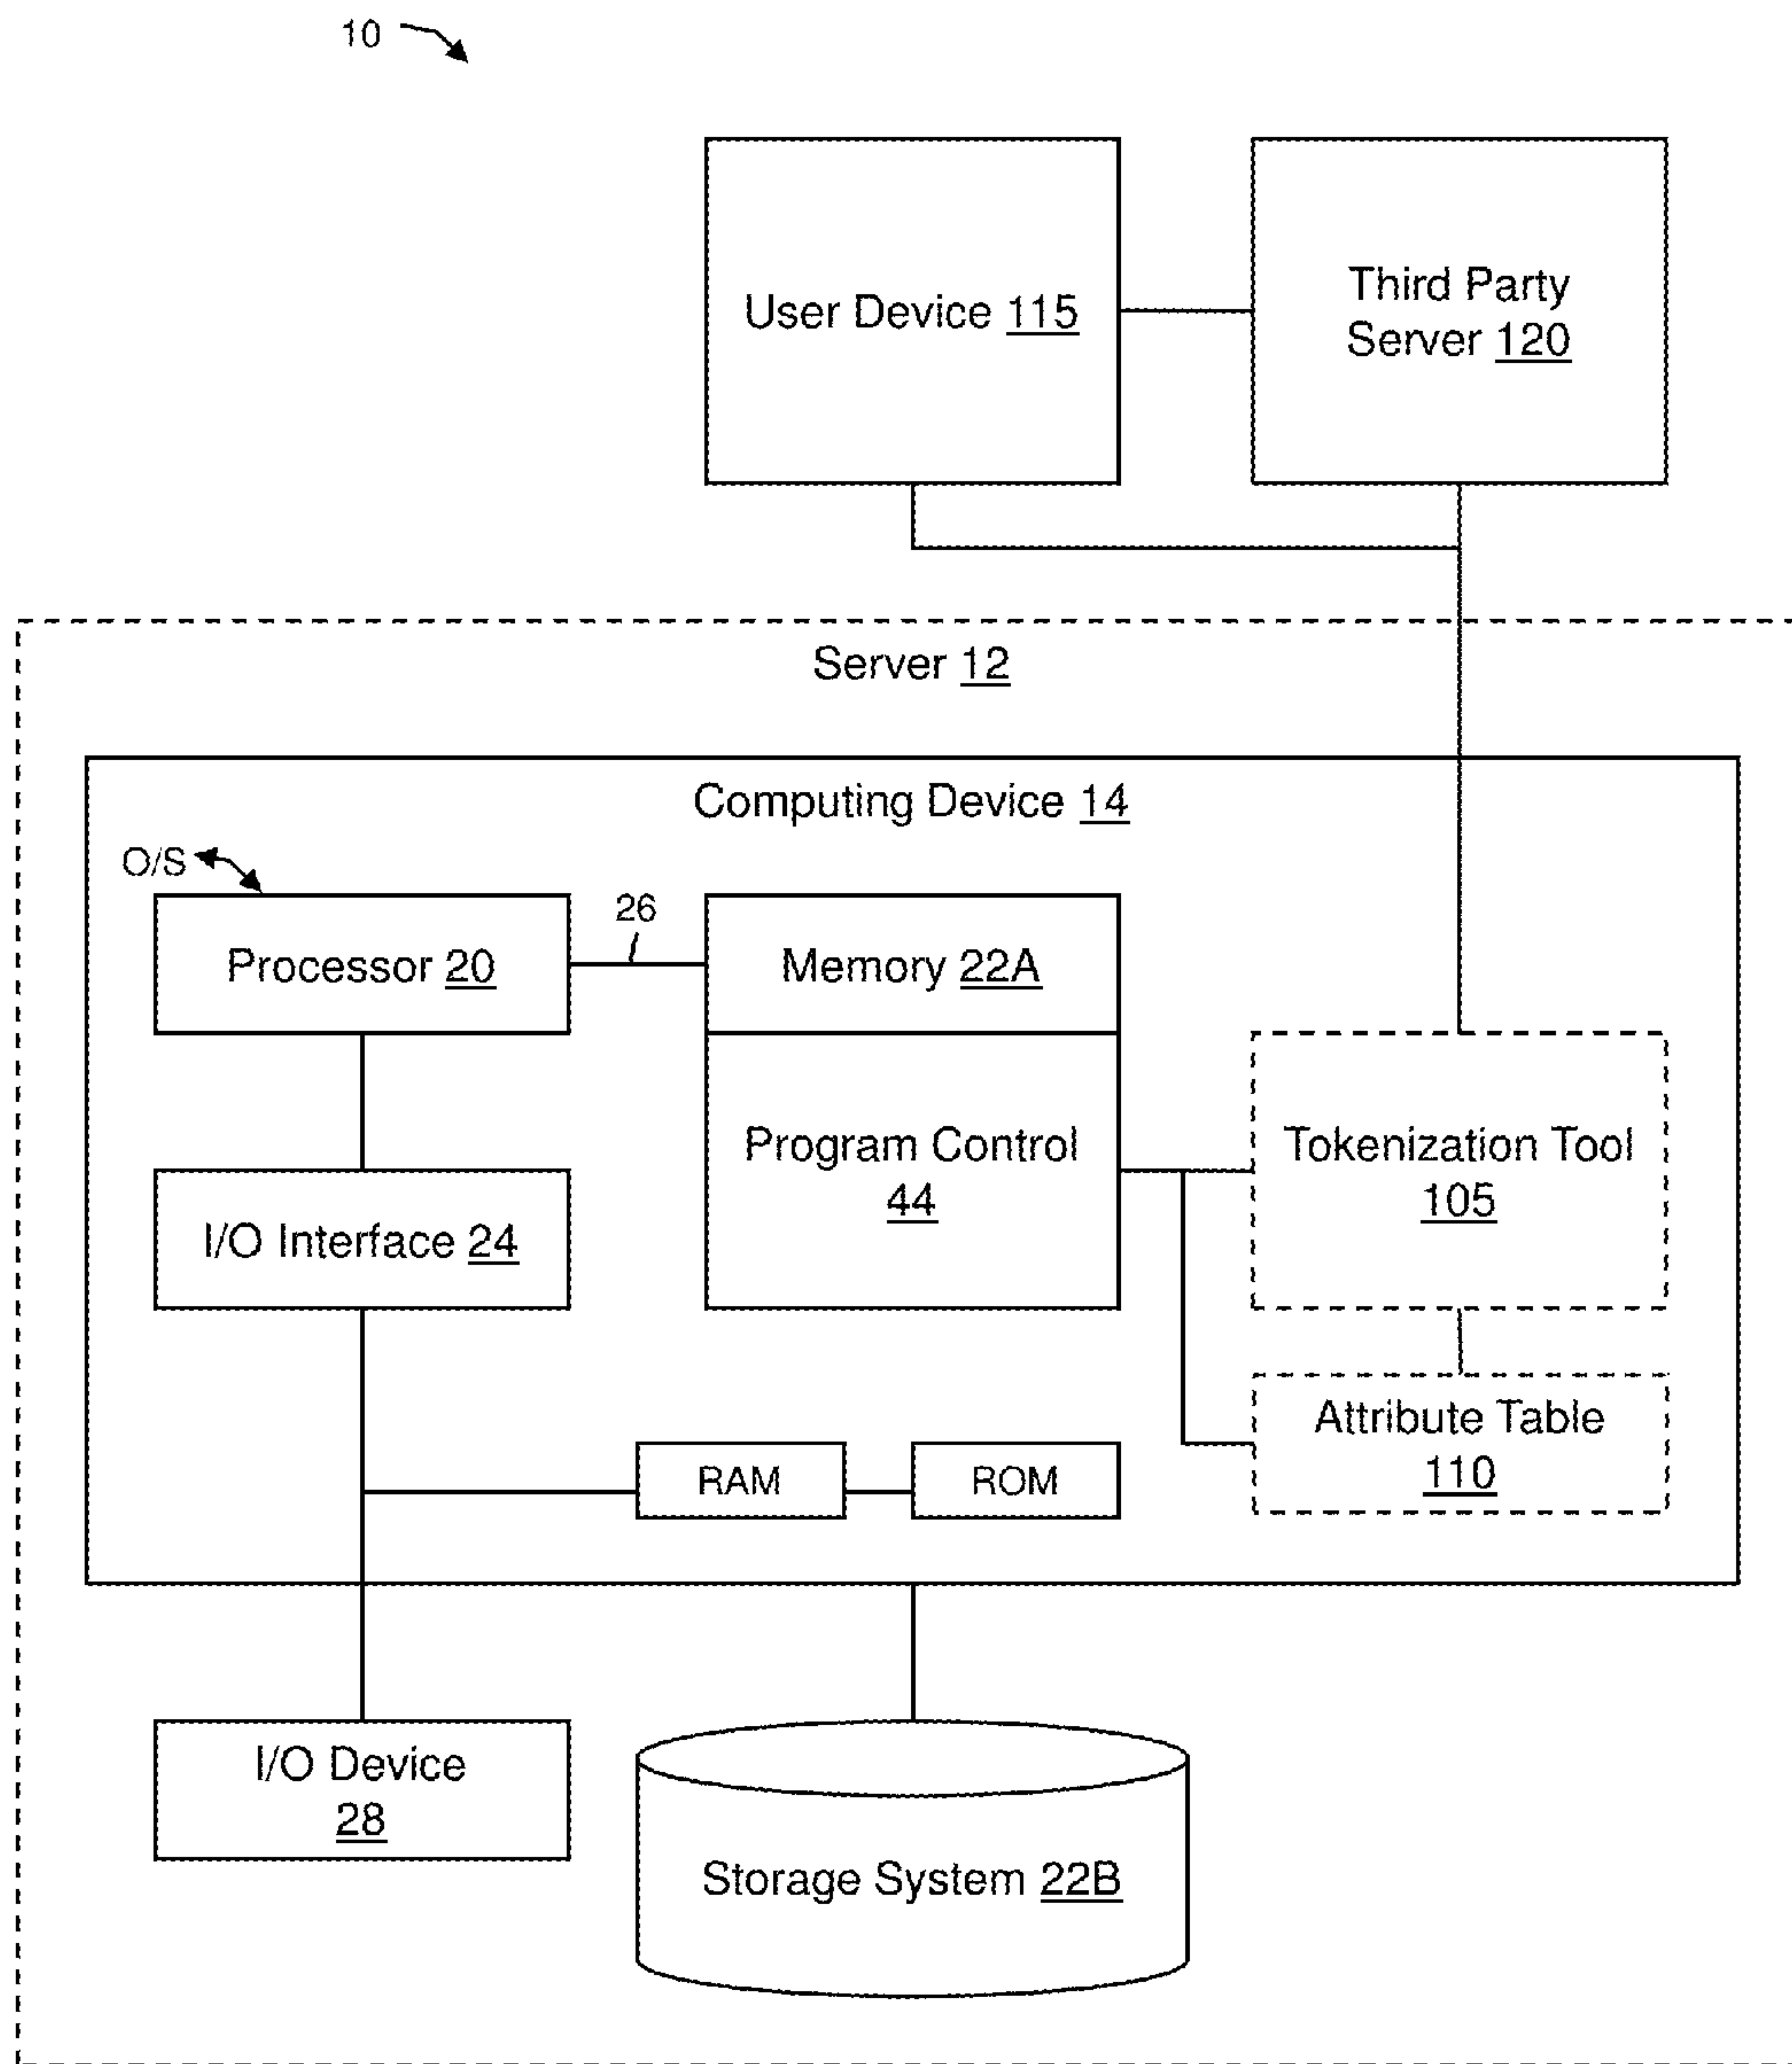 10
User Device 115
Third Party
Server 120
Server 12
Computing Device 14
O/S
26
Processor 20
Memory 22A
Program Control
44
Tokenization Tool
105
I/O Interface 24
Attribute Table
110
RAM
ROM
I/O Device
28
Storage System 22B